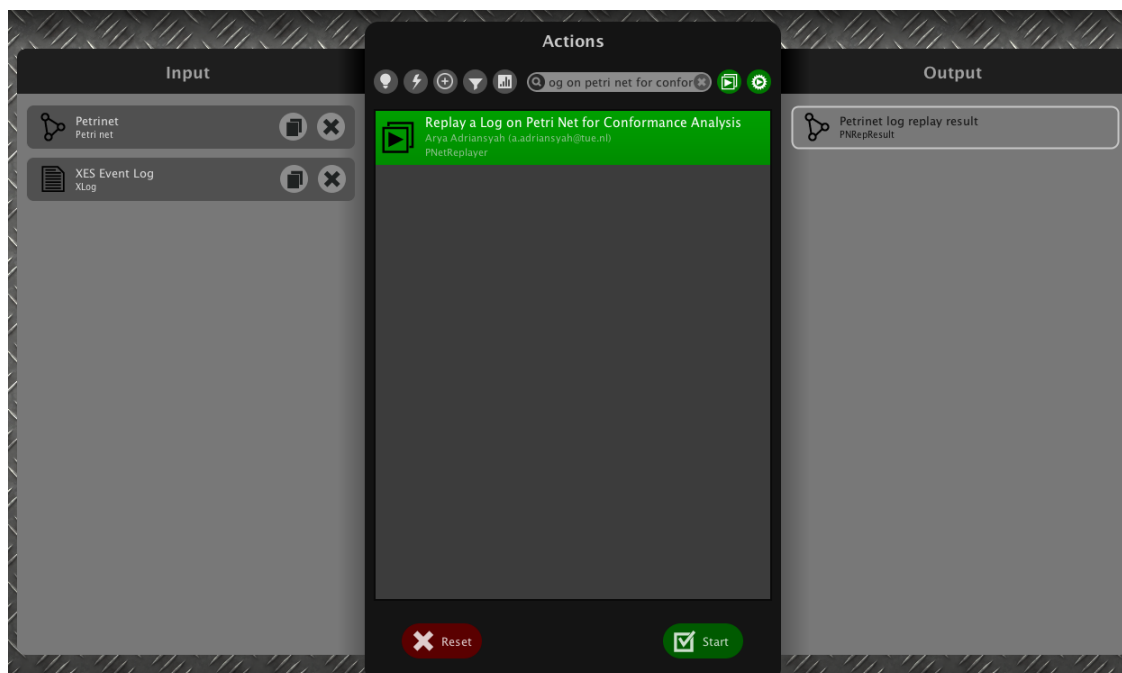 Input
Petrinet
Petri net
XES Event Log
XLog
Actions
og on petri net for confor
Replay a Log on Petri Net for Conformance Analysis
Arya Adriansyah (a.adriansyah@tue.nl)
PNetReplayer
Reset
Start
Output
Petrinet log replay result
PNRepResult